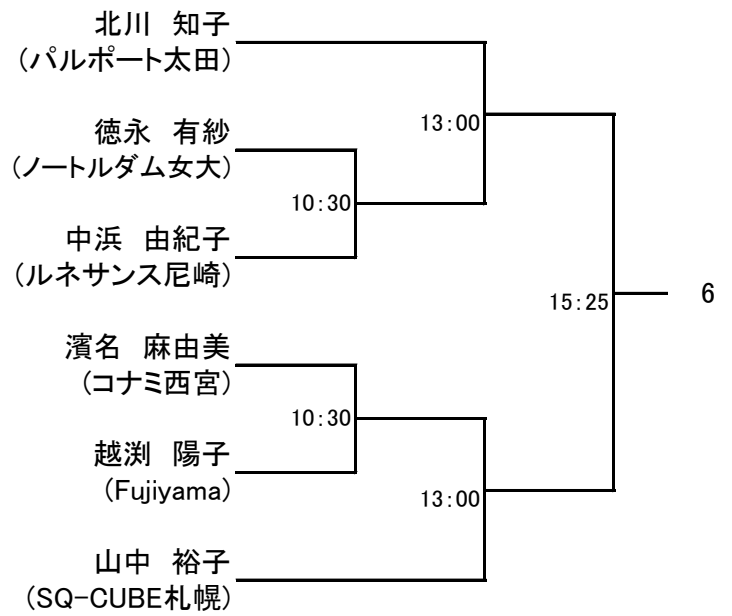 北川　知子
(パルポート太田)
13:00
徳永　有紗
(ノートルダム女大)
10:30
中浜　由紀子
(ルネサンス尼崎)
15:25
6
濱名　麻由美
(コナミ西宮)
10:30
越渕　陽子
(Fujiyama)
13:00
山中　裕子
(SQ-CUBE札幌)